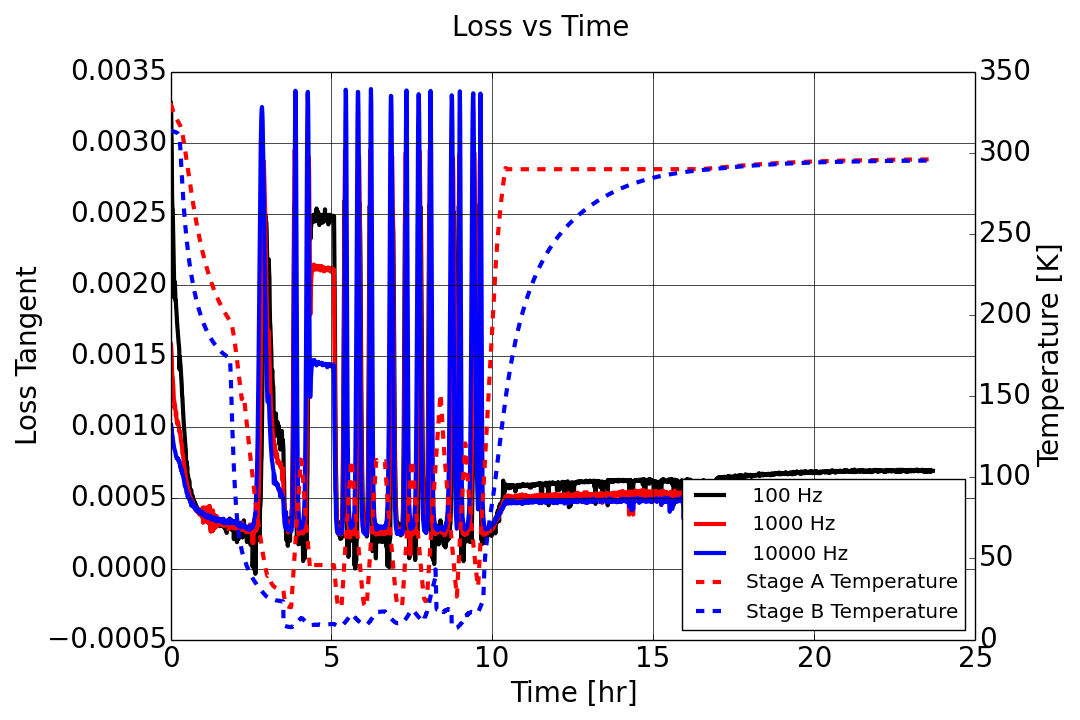 Loss vs Time
0.0035
0.0030
0.0025
0.0020
0.0015
0.0010
0.0005
0.0000
−0.0005
Loss Tangent
350
300
250
200
150
100
50
0
Temperature [K]
100 Hz
1000 Hz
10000 Hz
Stage A Temperature
Stage B Temperature
0 5 10 15 20 25
Time [hr]